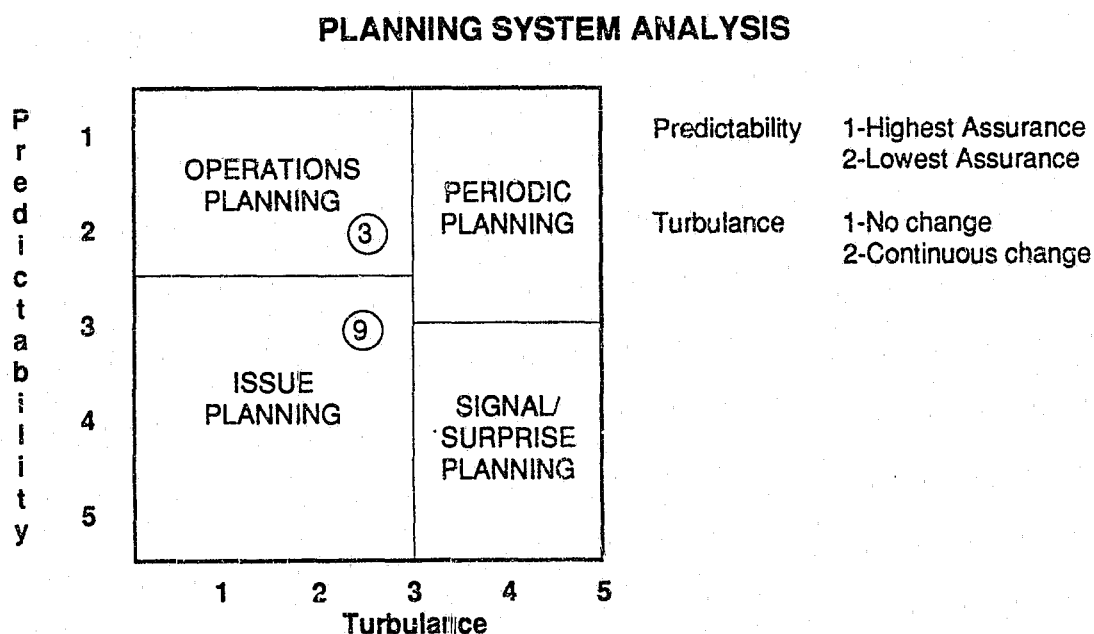 PLANNING SYSTEM ANALYSIS
Predictability
1
2
3
4
5
OPERATIONS
PLANNING
3
PERIODIC
PLANNING
9
ISSUE
PLANNING
SIGNAL/
SURPRISE
PLANNING
1 2 3 4 5
Turbulance
Predictability 1-Highest Assurance
2-Lowest Assurance
Turbulance 1-No change
2-Continuous change